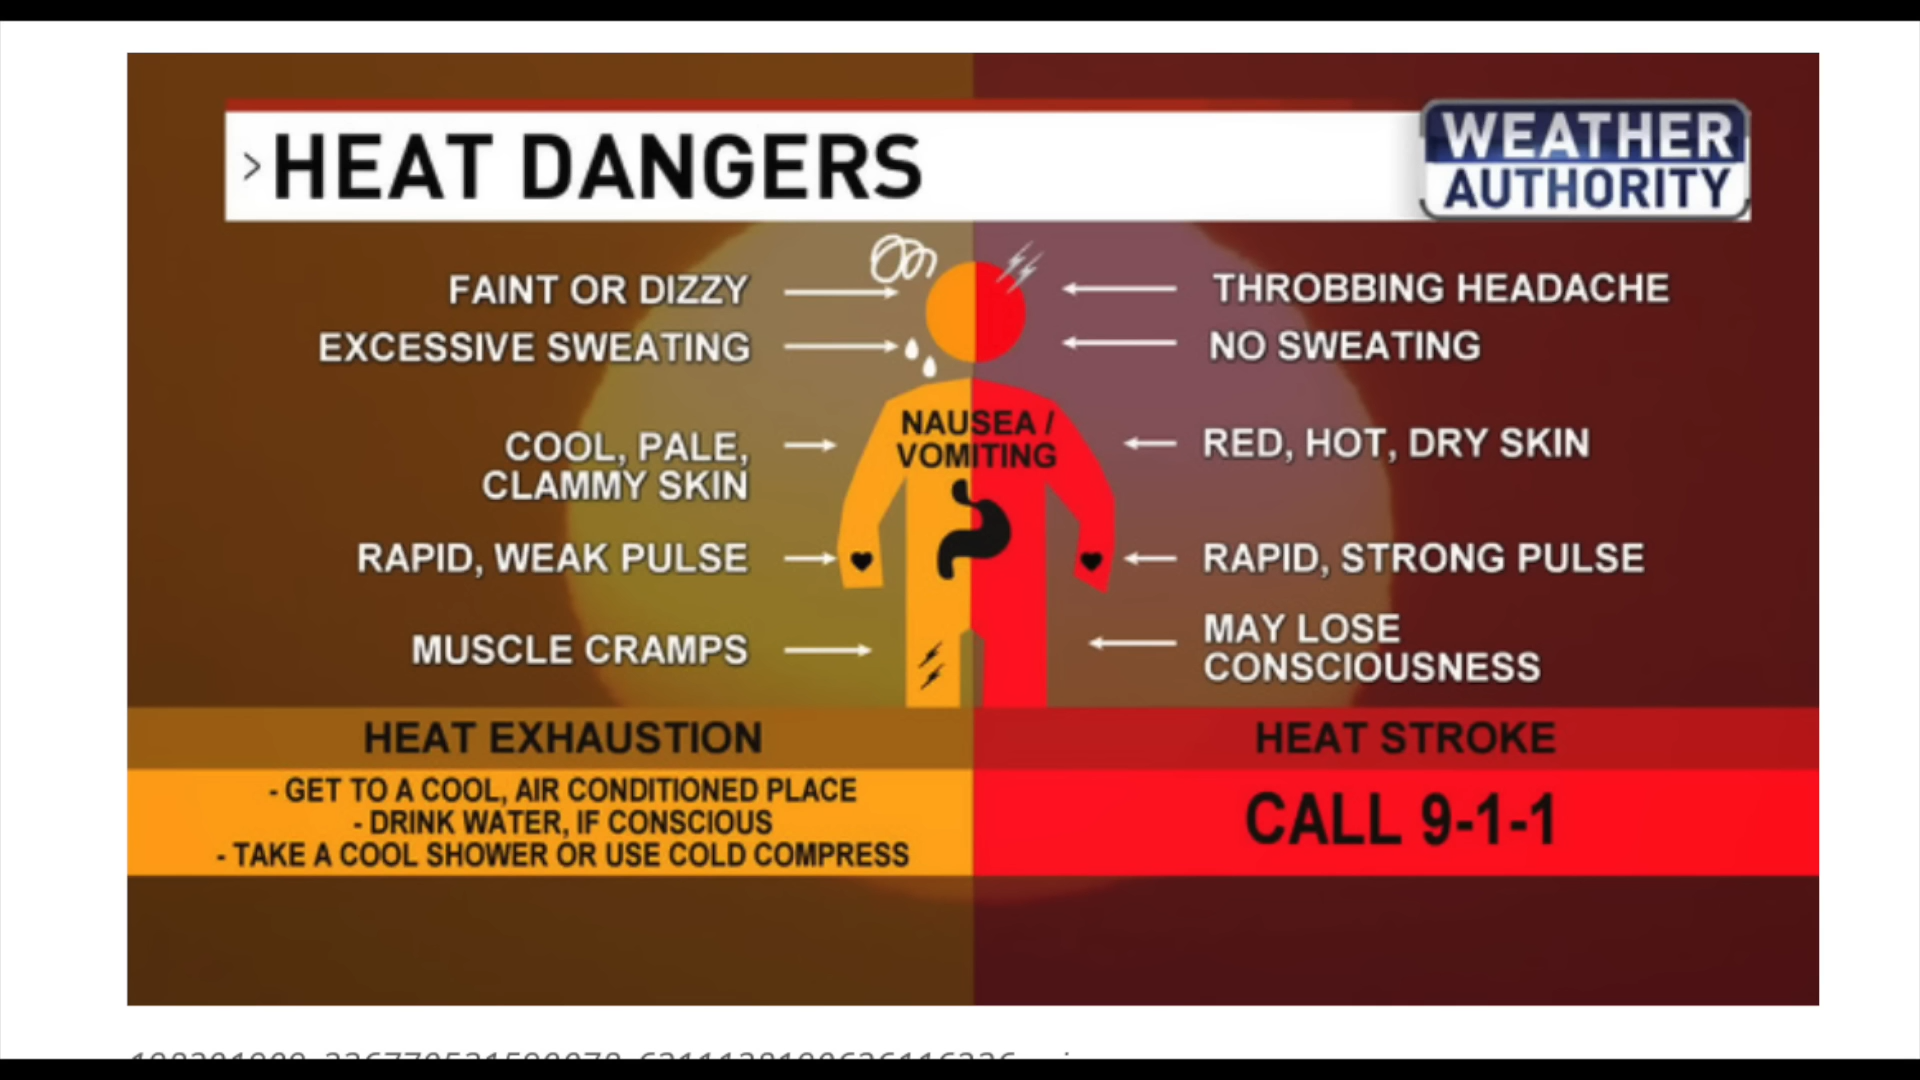 > HEAT DANGERS
WEATHER
AUTHORITY
FAINT OR DIZZY
EXCESSIVE SWEATING
COOL, PALE,
CLAMMY SKIN
RAPID, WEAK PULSE
MUSCLE CRAMPS
NAUSEA /
VOMITING
THROBBING HEADACHE
NO SWEATING
RED, HOT, DRY SKIN
RAPID, STRONG PULSE
MAY LOSE
CONSCIOUSNESS
HEAT EXHAUSTION
- GET TO A COOL, AIR CONDITIONED PLACE
- DRINK WATER, IF CONSCIOUS
- TAKE A COOL SHOWER OR USE COLD COMPRESS
HEAT STROKE
CALL 9-1-1